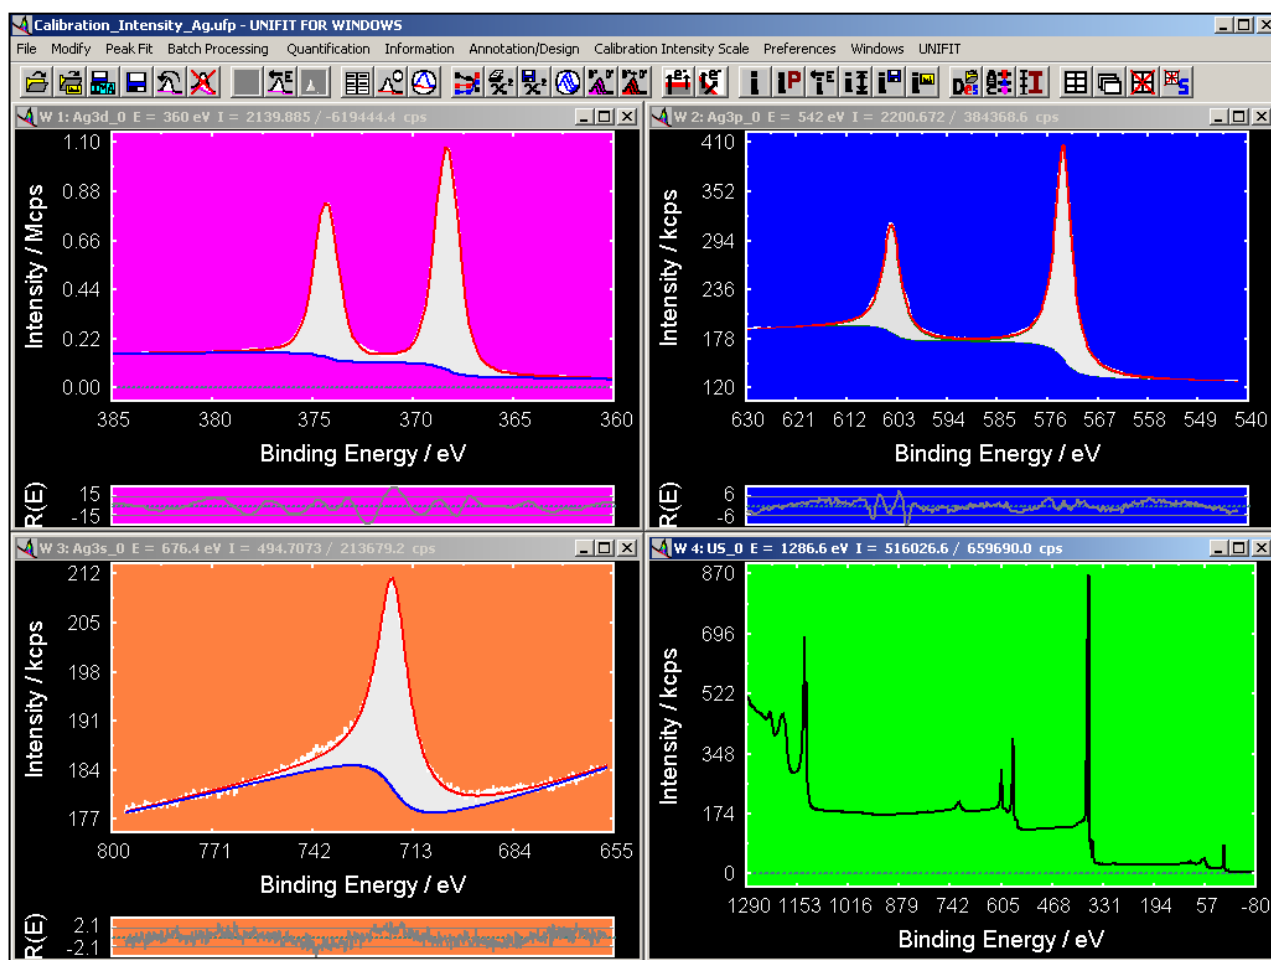 Calibration_Intensity_Ag.ufp - UNIFIT FOR WINDOWS
File Modify Peak Fit Batch Processing Quantification Information Annotation/Design Calibration Intensity Scale Preferences Windows UNIFIT
W 1: Ag3d_0 E = 360 eV I = 2139.885 / -619444.4 cps
1.10
0.88
0.66
0.44
0.22
0.00
Intensity / Mcps
385 380 375 370 365 360
Binding Energy / eV
R(E)
15
-15
W 2: Ag3p_0 E = 542 eV I = 2200.672 / 384368.6 cps
410
352
294
236
178
120
Intensity / kcps
630 621 612 603 594 585 576 567 558 549 540
Binding Energy / eV
R(E)
6
-6
W 3: Ag3s_0 E = 676.4 eV I = 494.7073 / 213679.2 cps
212
205
198
191
184
177
Intensity / kcps
800 771 742 713 684 655
Binding Energy / eV
R(E)
2.1
-2.1
W 4: US_0 E = 1286.6 eV I = 516026.6 / 659690.0 cps
870
696
522
348
174
0
Intensity / kcps
1290 1153 1016 879 742 605 468 331 194 57 -80
Binding Energy / eV